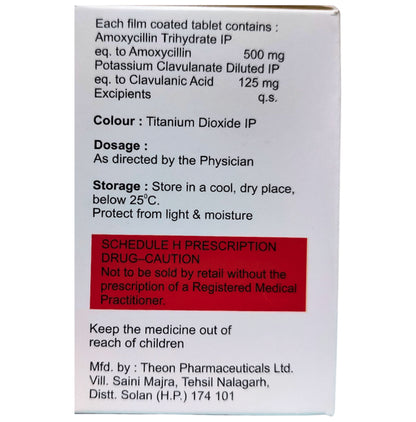 Each film coated tablet contains :
Amoxycillin Trihydrate IP
eq. to Amoxycillin 500 mg
Potassium Clavulanate Diluted IP
eq. to Clavulanic Acid 125 mg
Excipients q.s.
Colour : Titanium Dioxide IP
Dosage :
As directed by the Physician
Storage : Store in a cool, dry place,
below 25°C.
Protect from light & moisture
SCHEDULE H PRESCRIPTION
DRUG–CAUTION
Not to be sold by retail without the
prescription of a Registered Medical
Practitioner.
Keep the medicine out of
reach of children
Mfd. by : Theon Pharmaceuticals Ltd.
Vill. Saini Majra, Tehsil Nalagarh,
Distt. Solan (H.P.) 174 101